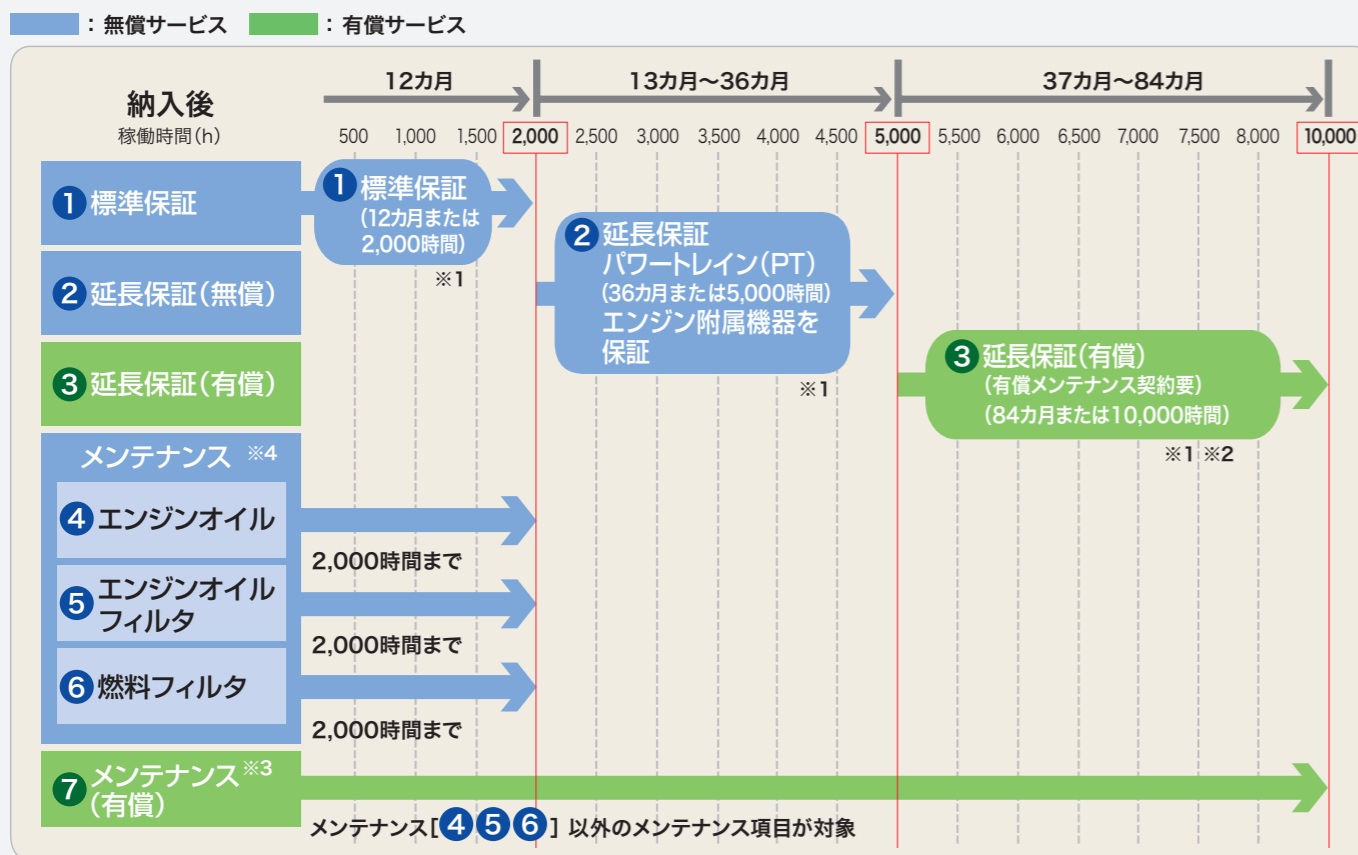 ：無償サービス ：有償サービス
12カ月 13カ月〜36カ月 37カ月〜84カ月
納入後
稼働時間(h) 500 1,000 1,500 2,000 2,500 3,000 3,500 4,000 4,500 5,000 5,500 6,000 6,500 7,000 7,500 8,000 10,000
1 標準保証
1 標準保証
(12カ月または
2,000時間)
※1
2 延長保証(無償)
2 延長保証
パワートレイン(PT)
(36カ月または5,000時間)
エンジン附属機器を
保証
※1
3 延長保証(有償)
3 延長保証(有償)
(有償メンテナンス契約要)
(84カ月または10,000時間)
※1 ※2
メンテナンス ※4
4 エンジンオイル
2,000時間まで
5 エンジンオイル
フィルタ
2,000時間まで
6 燃料フィルタ
2,000時間まで
7 メンテナンス※3
(有償)
メンテナンス[4 5 6] 以外のメンテナンス項目が対象